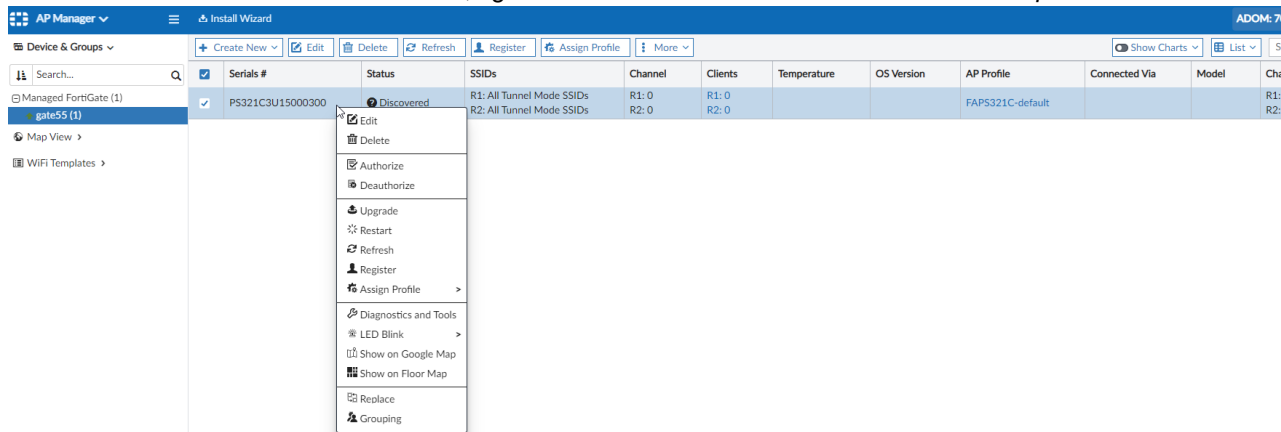 AP Manager
Install Wizard
ADOM: 7
Device & Groups
Create New
Edit
Delete
Refresh
Register
Assign Profile
More
Show Charts
List
S
Search...
Serials #
Status
SSIDs
Channel
Clients
Temperature
OS Version
AP Profile
Connected Via
Model
Cha
Managed FortiGate (1)
gate55 (1)
PS321C3U15000300
Discovered
R1: All Tunnel Mode SSIDs
R2: All Tunnel Mode SSIDs
R1: 0
R2: 0
R1: 0
R2: 0
FAPS321C-default
R1:
R2:
Map View
WiFi Templates
Edit
Delete
Authorize
Deauthorize
Upgrade
Restart
Refresh
Register
Assign Profile
Diagnostics and Tools
LED Blink
Show on Google Map
Show on Floor Map
Replace
Grouping